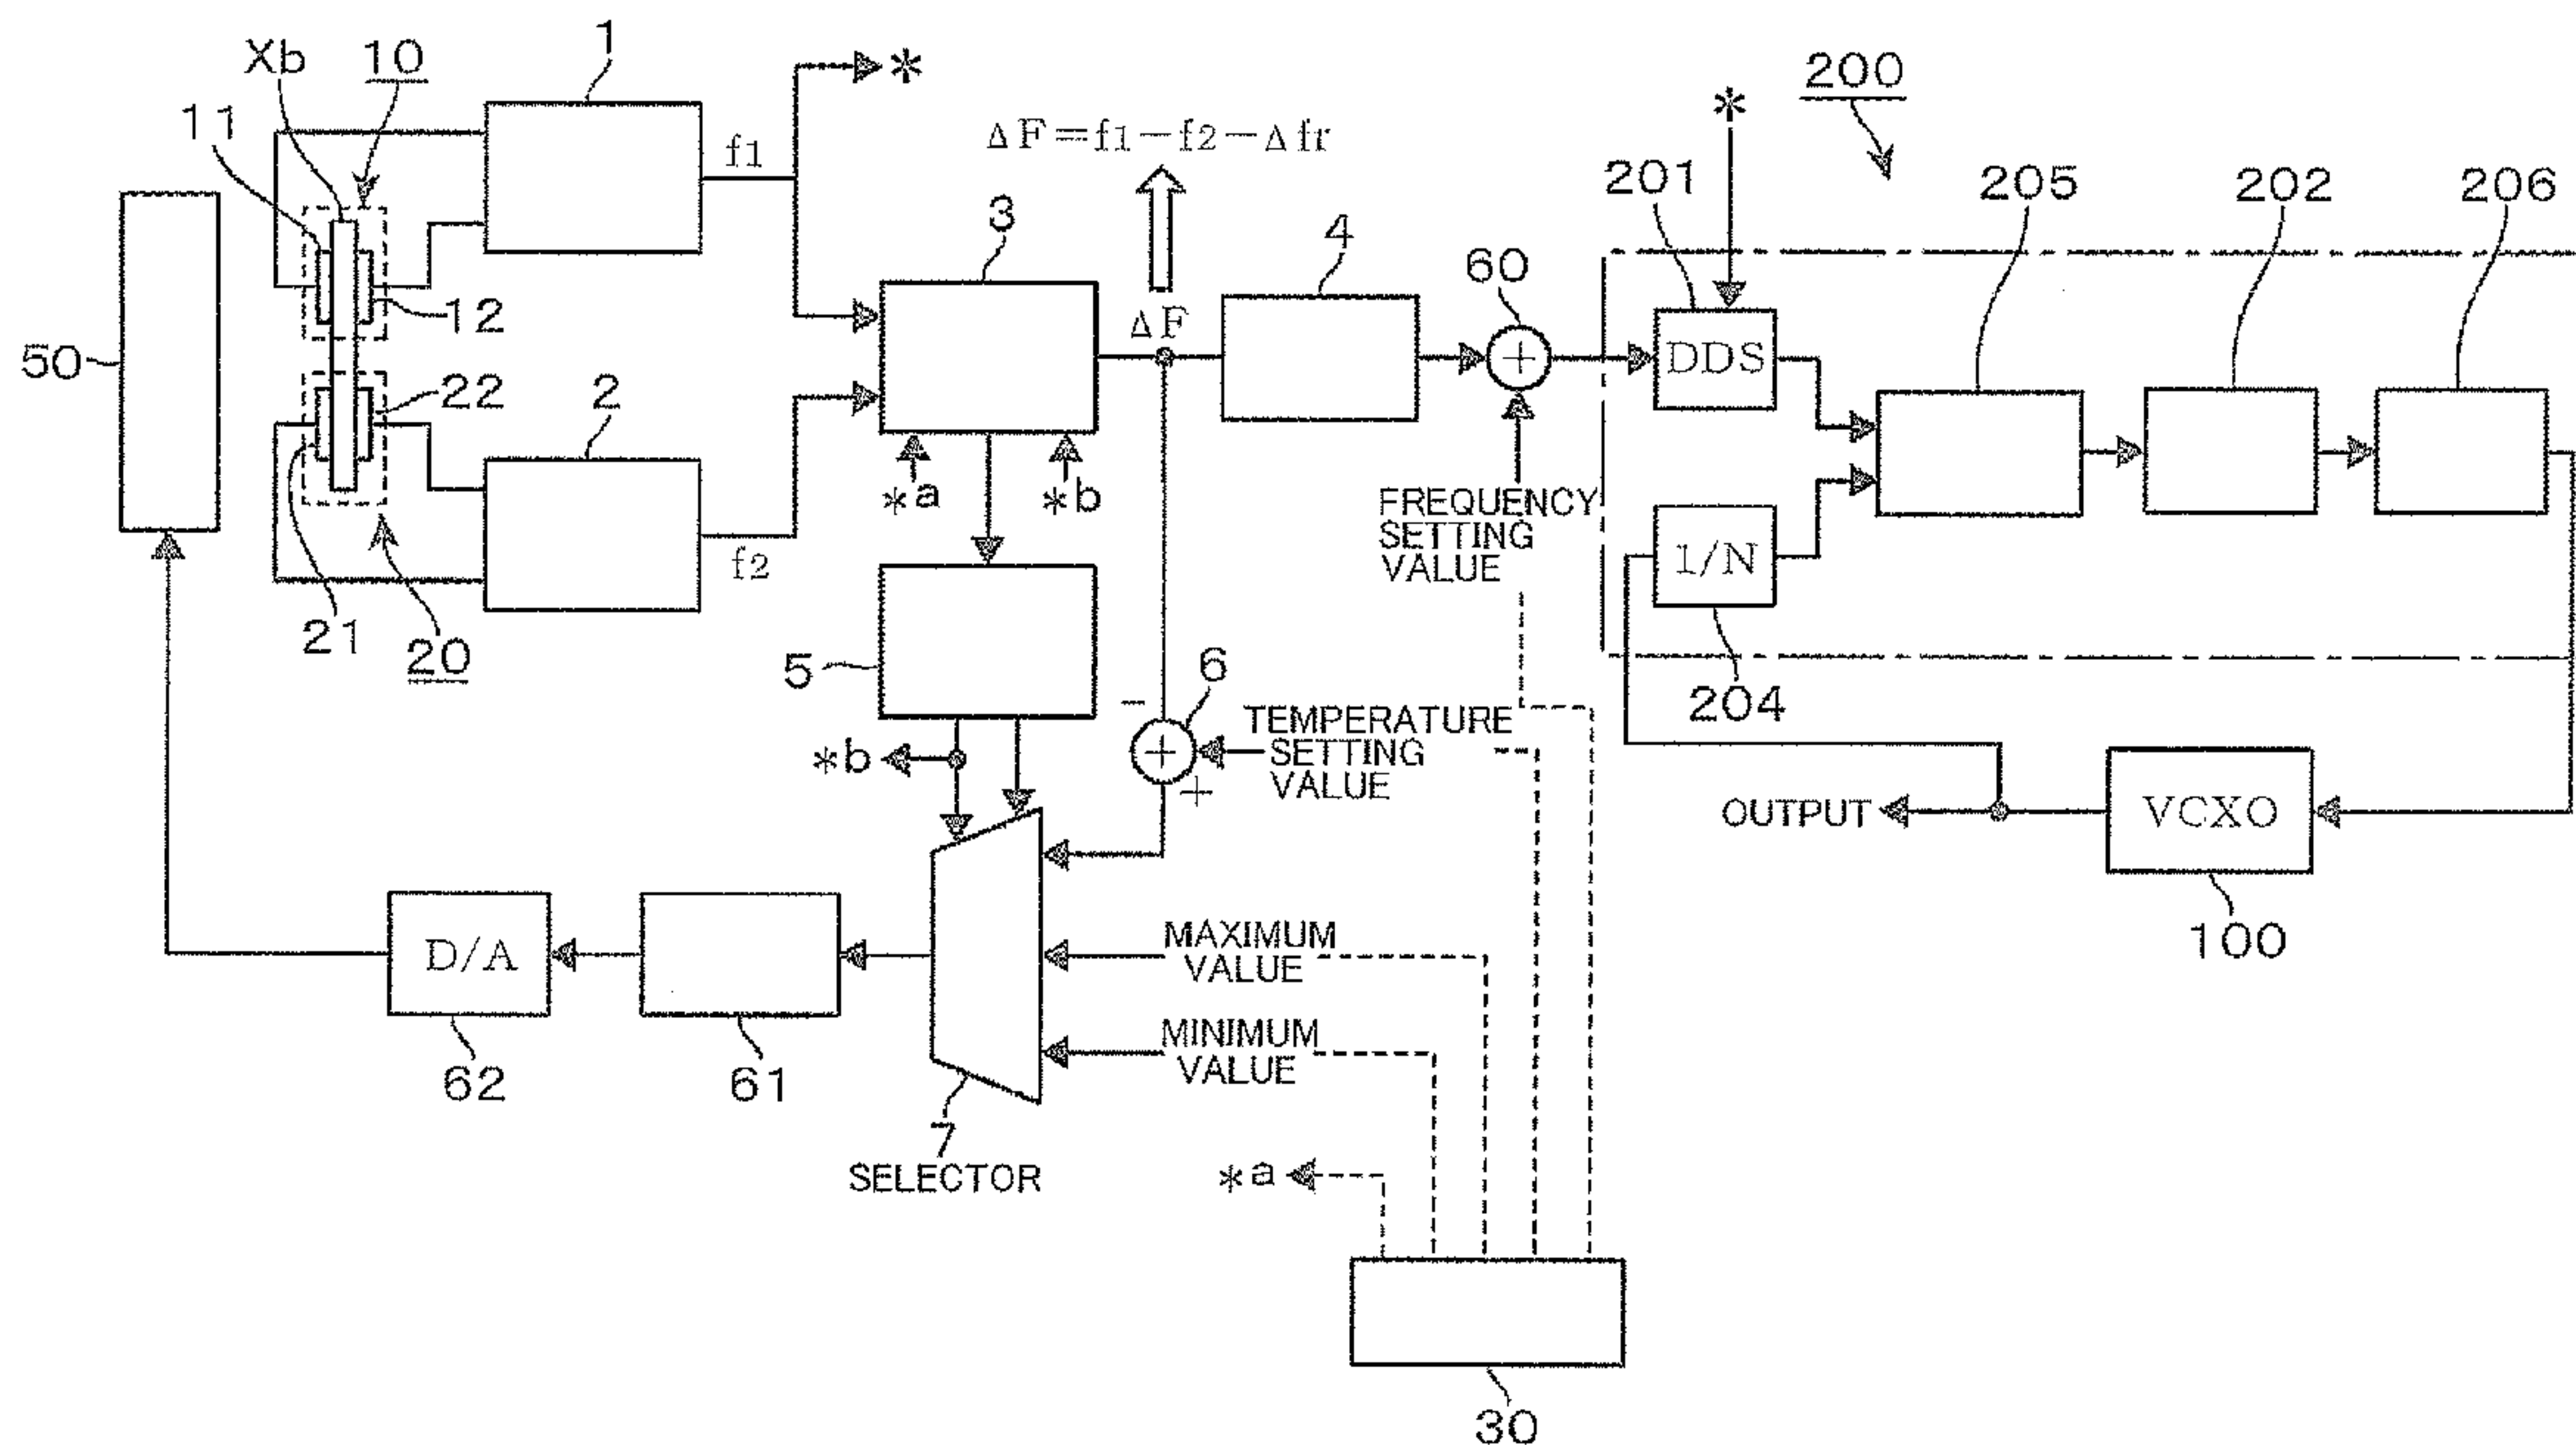 1
Xb
10
*
200
11
f1
ΔF=f1−f2−Δfr
*
201
205
202
206
3
4
60
12
ΔF
DDS
50
22
2
*a
*b
FREQUENCY
SETTING
VALUE
1/N
f2
21
20
5
6
−
204
TEMPERATURE
SETTING
VALUE
*b
+
+
+
OUTPUT
VCXO
100
D/A
MAXIMUM
VALUE
MINIMUM
VALUE
62
61
7
SELECTOR
*a
30